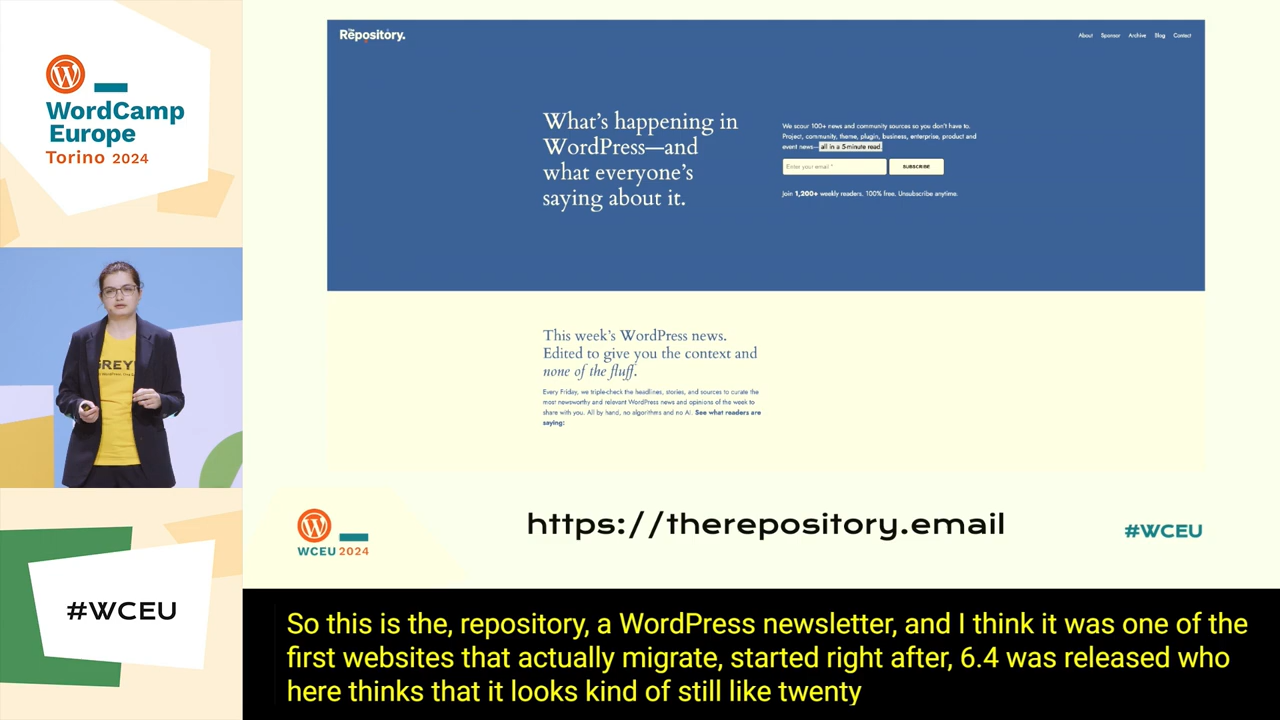 WordCamp
Europe
Torino 2024
GREY
#WCEU
The Repository.
About Sponsor Archive Blog Contact
What's happening in
WordPress—and
what everyone's
saying about it.
We scour 100+ news and community sources so you don't have to.
Project, community, theme, plugin, business, enterprise, product and
event news—all in a 5-minute read.
Enter your email *
SUBSCRIBE
Join 1,200+ weekly readers. 100% free. Unsubscribe anytime.
This week's WordPress news.
Edited to give you the context and
none of the fluff.
Every Friday, we triple-check the headlines, stories, and sources to curate the
most newsworthy and relevant WordPress news and opinions of the week to
share with you. All by hand, no algorithms and no AI. See what readers are
saying:
WCEU 2024
https://therepository.email
#WCEU
So this is the, repository, a WordPress newsletter, and I think it was one of the
first websites that actually migrate, started right after, 6.4 was released who
here thinks that it looks kind of still like twenty